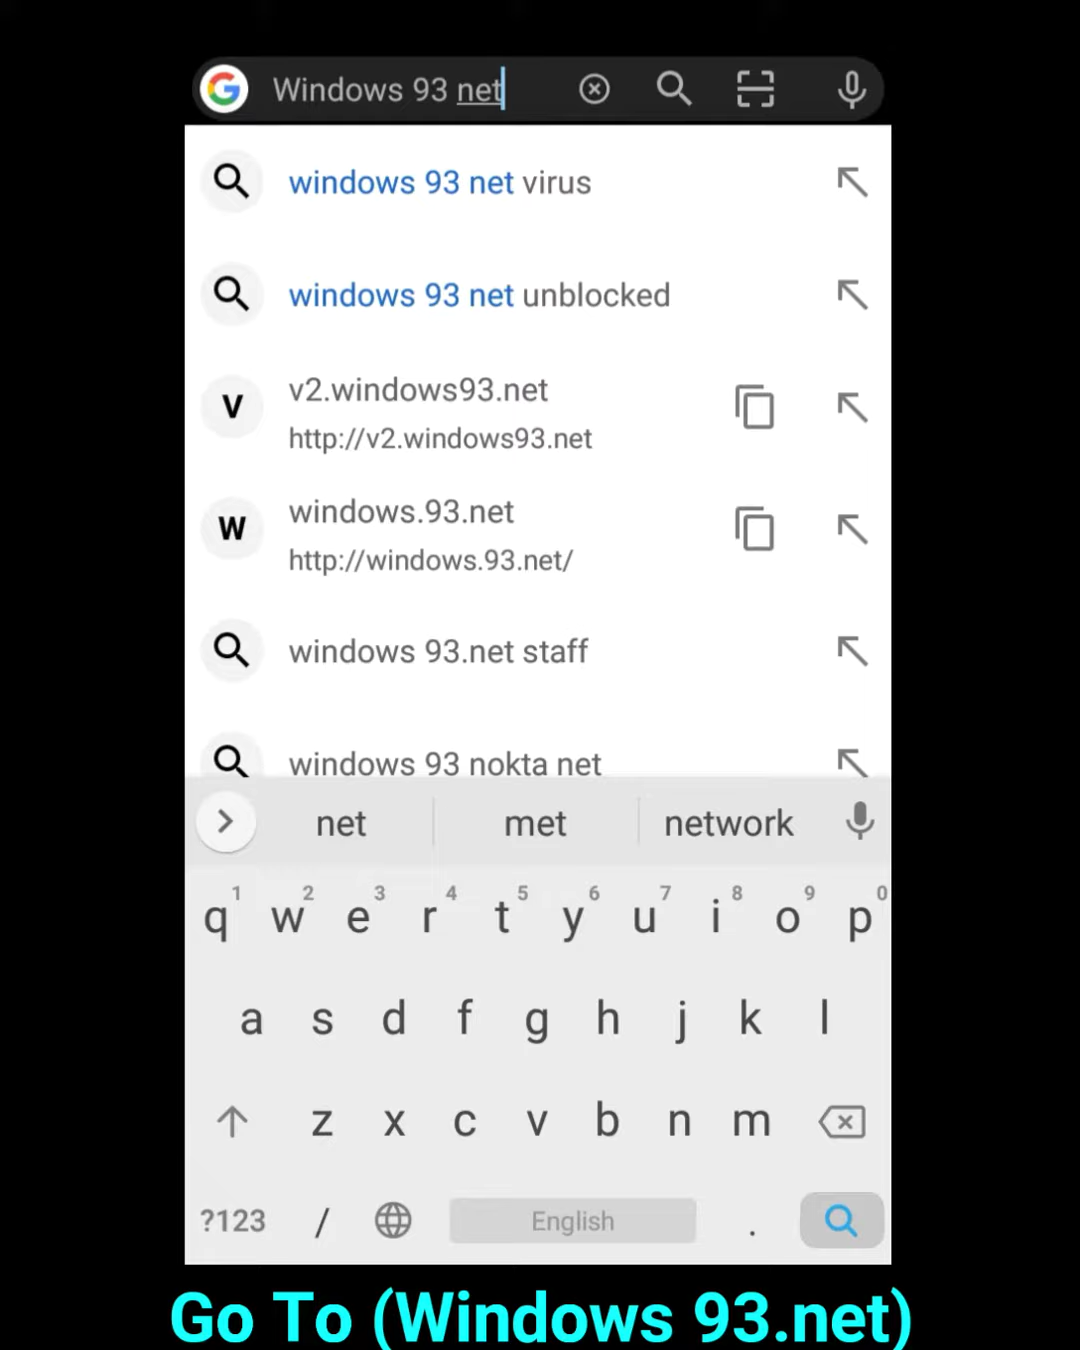 Windows 93 net
windows 93 net virus
windows 93 net unblocked
V
v2.windows93.net
http://v2.windows93.net
W
windows.93.net
http://windows.93.net/
windows 93.net staff
windows 93 nokta net
net met network
1 2 3 4 5 6 7 8 9 0
q w e r t y u i o p
a s d f g h j k l
z x c v b n m
?123 / English .
Go To (Windows 93.net)